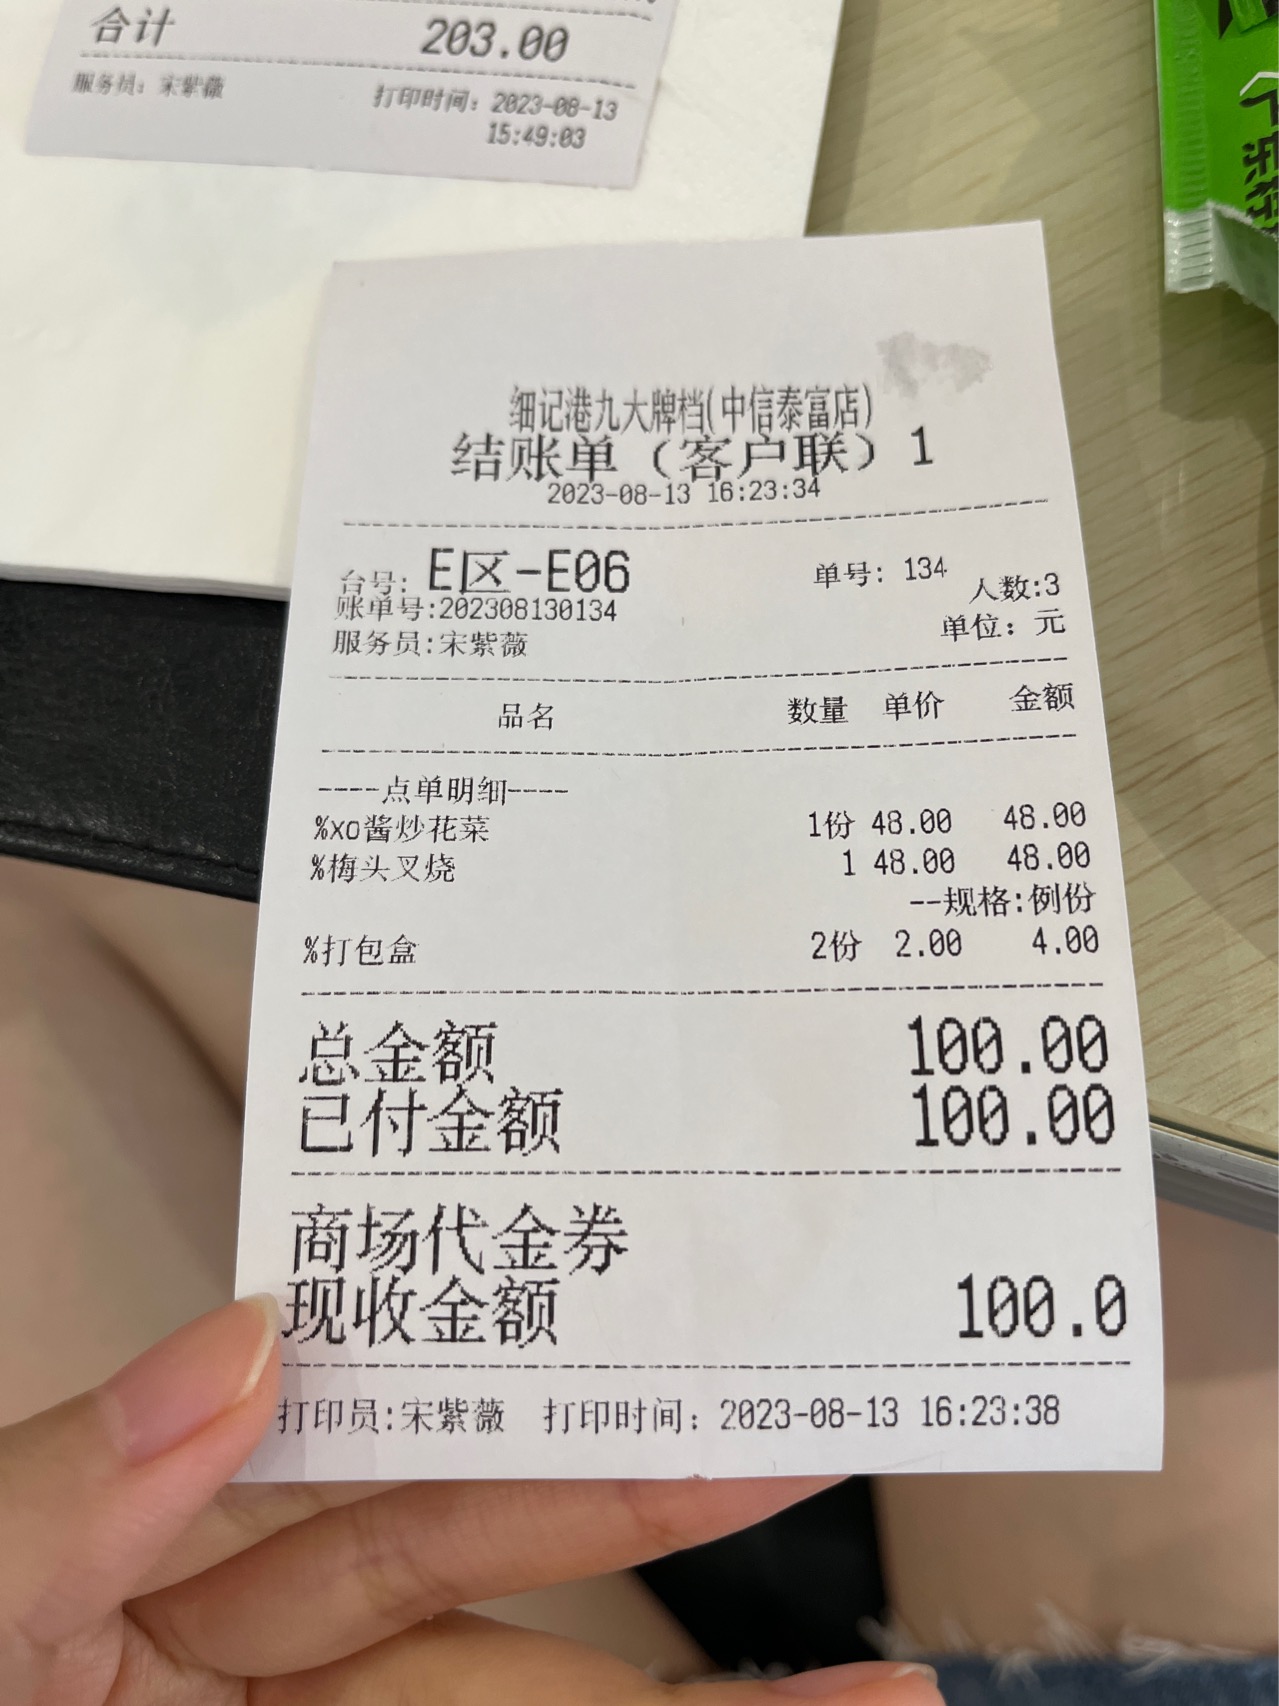 合计 203.00
服务员: 宋紫薇 打印时间: 2023-08-13
15:49:03
细记港九大牌档(中信泰富店)
结账单（客户联）1
2023-08-13 16:23:34
台号: E区-E06 单号: 134
人数:3
账单号:202308130134
单位: 元
服务员:宋紫薇
品名 数量 单价 金额
----点单明细----
%xo酱炒花菜 1份 48.00 48.00
%梅头叉烧 1 48.00 48.00
--规格:例份
%打包盒 2份 2.00 4.00
总金额 100.00
已付金额 100.00
商场代金券
现收金额 100.0
打印员:宋紫薇 打印时间: 2023-08-13 16:23:38